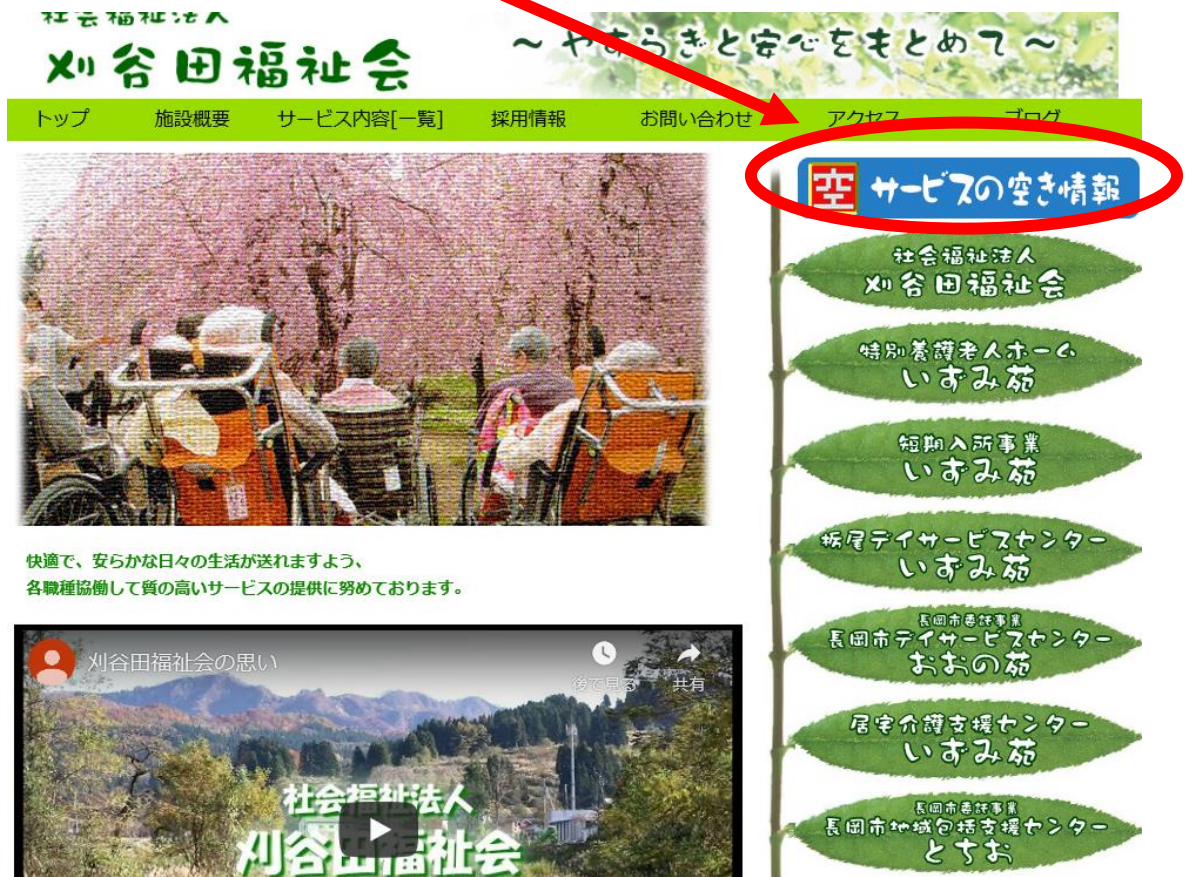 社会福祉法人
刈谷田福祉会
～ やすらぎと安心をもとめて ～
トップ 施設概要 サービス内容[一覧] 採用情報 お問い合わせ アクセス ブログ
空 サービスの空き情報
社会福祉法人
刈谷田福祉会
特別養護老人ホーム
いずみ苑
短期入所事業
いずみ苑
栃尾デイサービスセンター
いずみ苑
長岡市委託事業
長岡市デイサービスセンター
おおの苑
居宅介護支援センター
いずみ苑
長岡市委託事業
長岡市地域包括支援センター
とちお
快適で、安らかな日々の生活が送れますよう、
各職種協働して質の高いサービスの提供に努めております。
刈谷田福祉会の思い
後で見る 共有
社会福祉法人
刈谷田福祉会